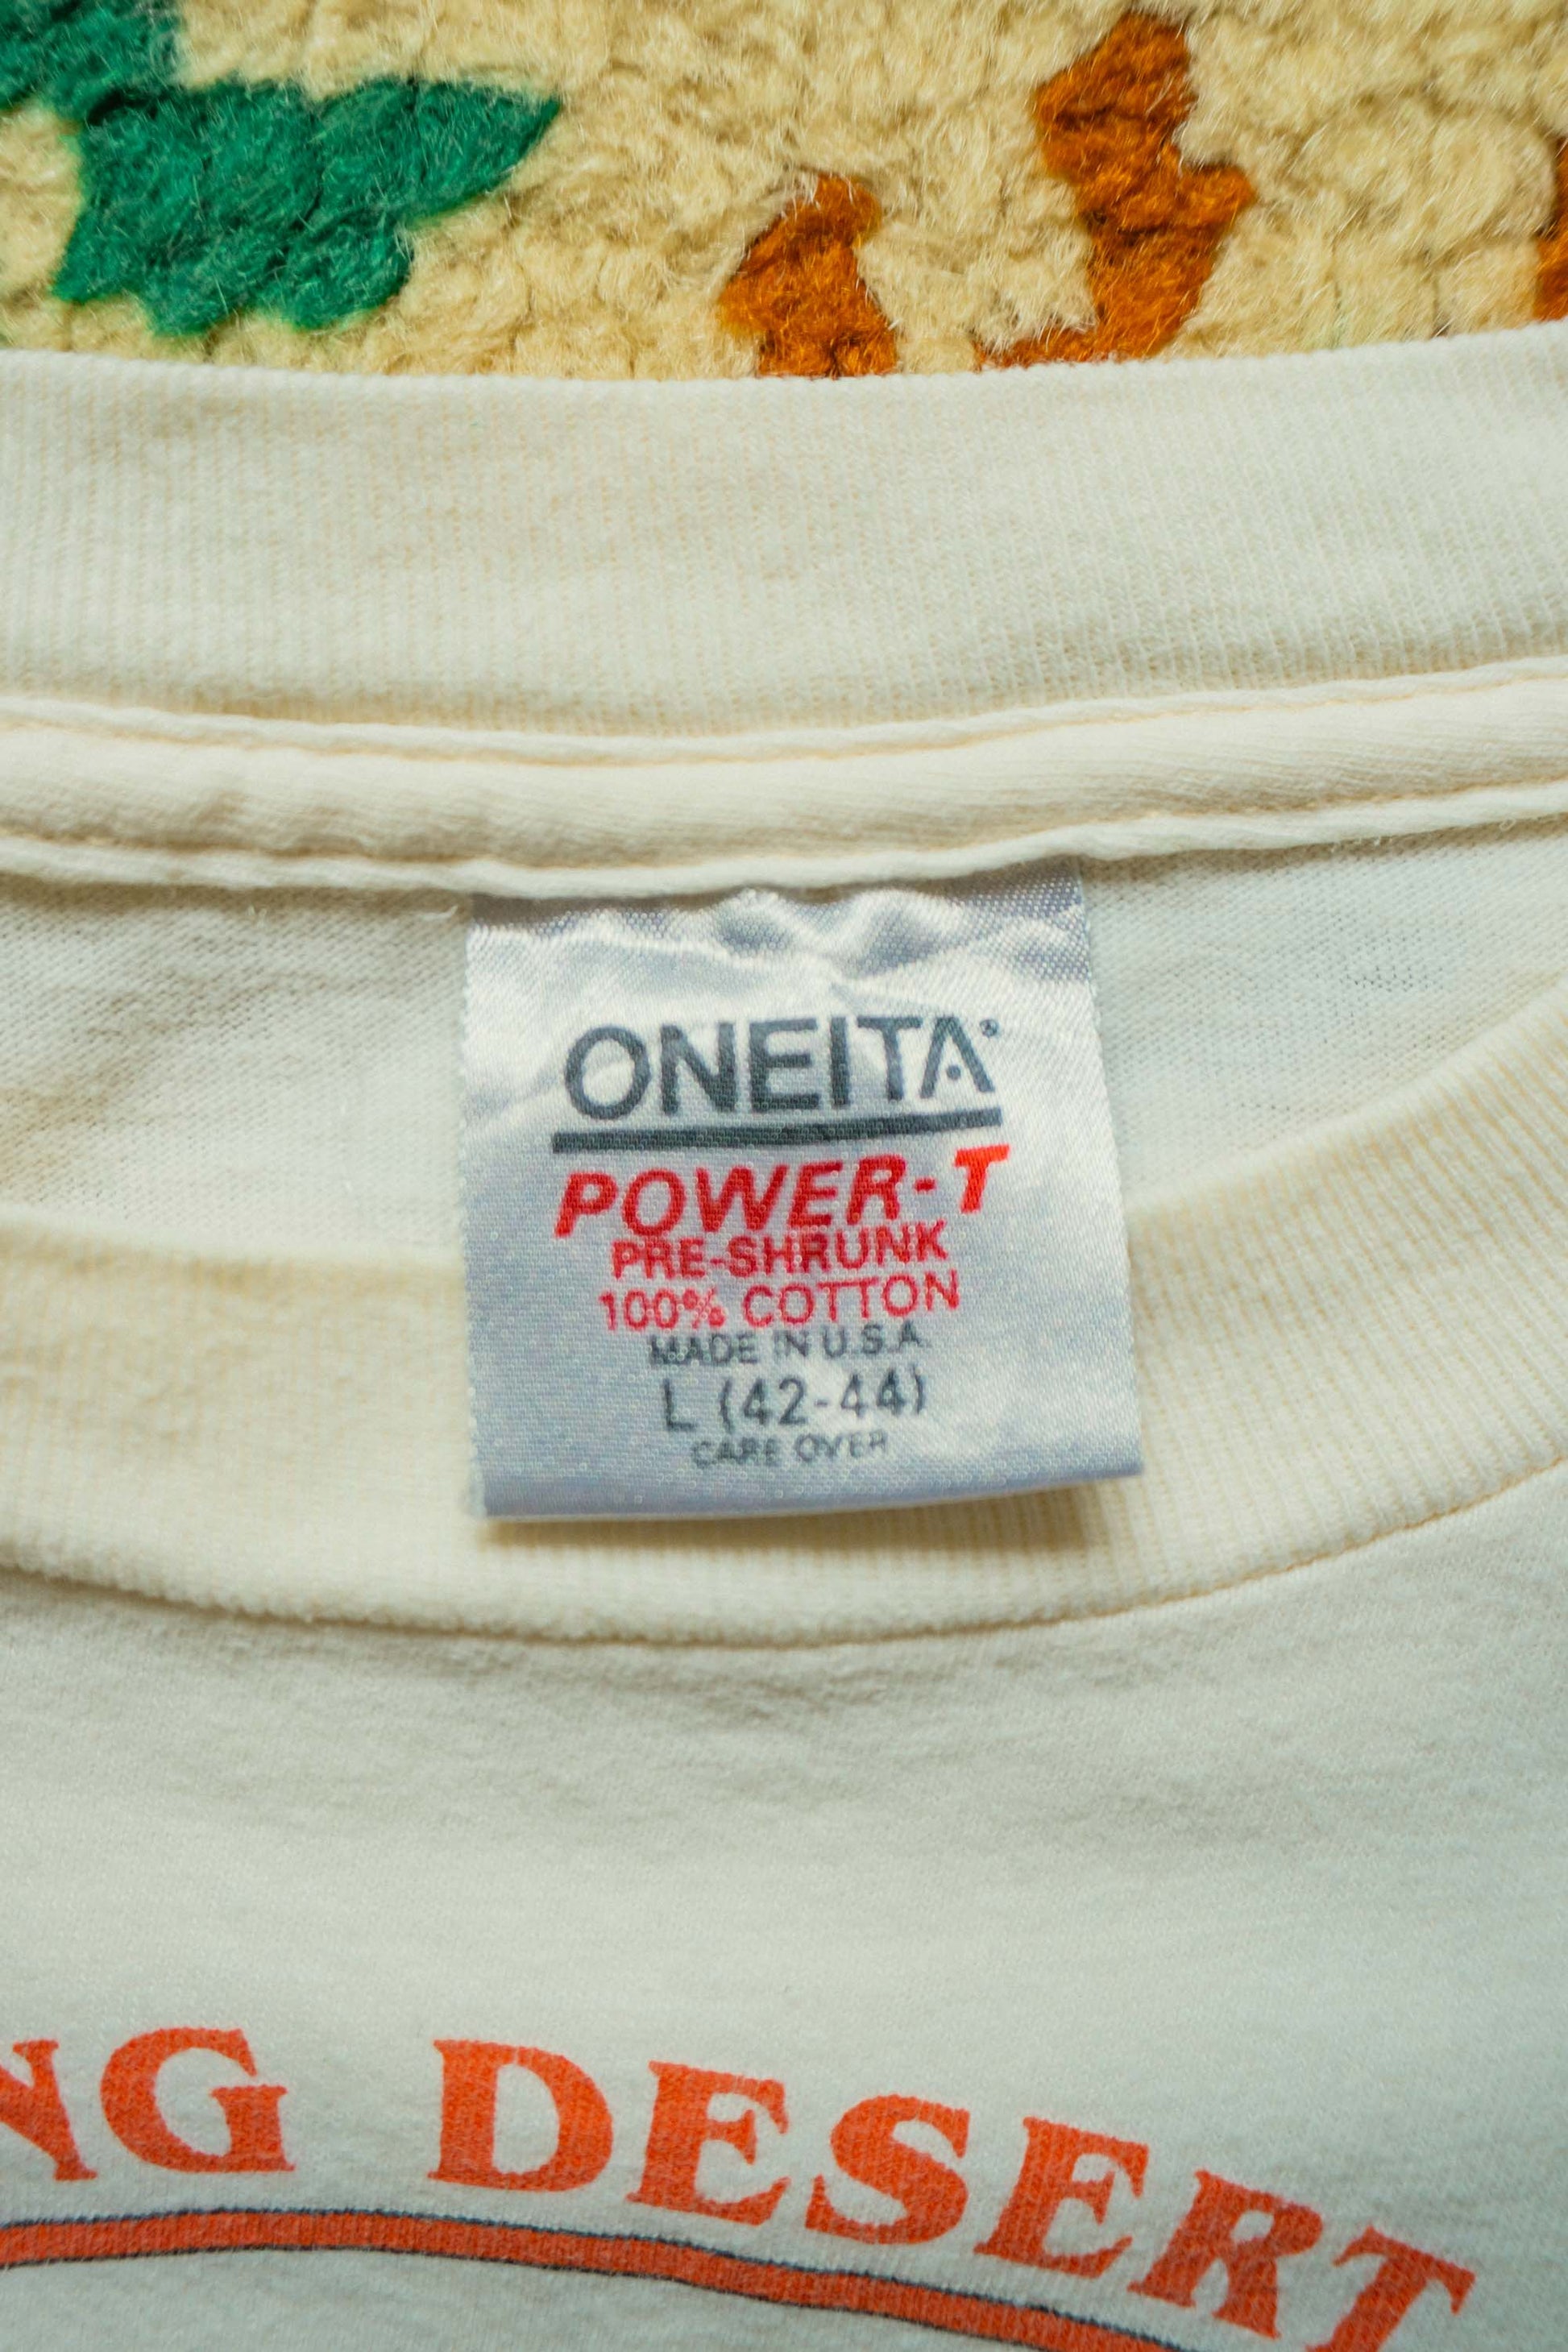 ONEITA®
POWER-T
PRE-SHRUNK
100% COTTON
MADE IN U.S.A.
L (42-44)
CARE OVER
NG DESERT